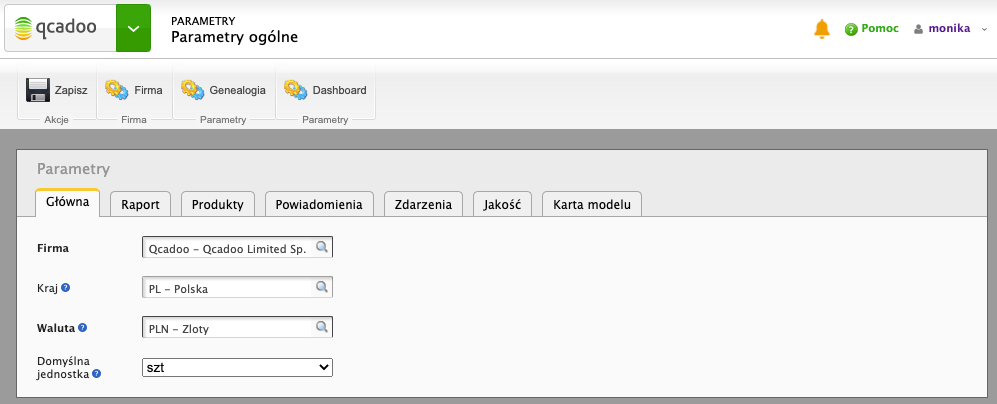 qcadoo
PARAMETRY
Parametry ogólne
Pomoc
monika
Zapisz
Firma
Genealogia
Dashboard
Akcje
Firma
Parametry
Parametry
Parametry
Główna
Raport
Produkty
Powiadomienia
Zdarzenia
Jakość
Karta modelu
Firma
Qcadoo - Qcadoo Limited Sp.
Kraj
PL - Polska
Waluta
PLN - Zloty
Domyślna
jednostka
szt